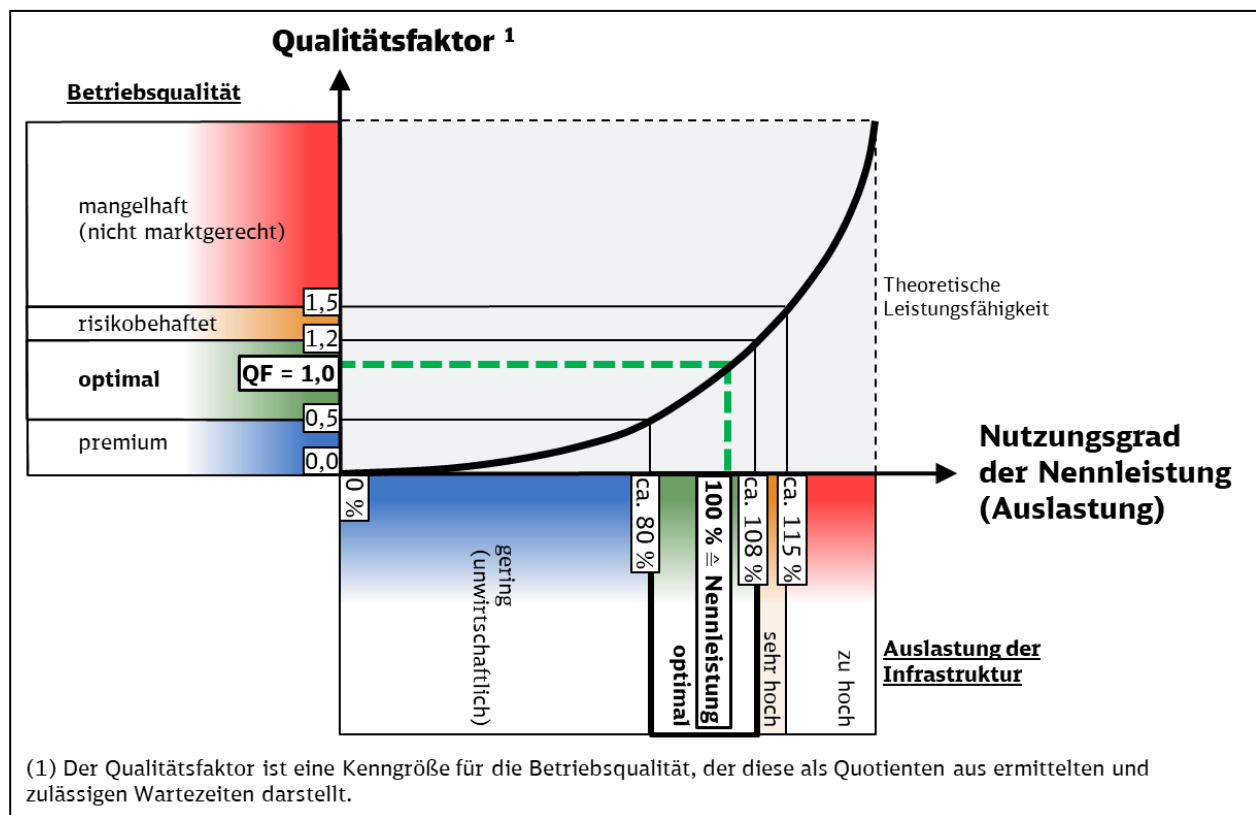 Qualitätsfaktor ¹
Betriebsqualität
mangelhaft
(nicht marktgerecht)
1,5
risikobehaftet
1,2
optimal
QF = 1,0
0,5
premium
0,0
Theoretische
Leistungsfähigkeit
Nutzungsgrad
der Nennleistung
(Auslastung)
0 %
gering
(unwirtschaftlich)
ca. 80 %
optimal
100 % ≙ Nennleistung
ca. 108 %
sehr hoch
ca. 115 %
zu hoch
Auslastung der
Infrastruktur
(1) Der Qualitätsfaktor ist eine Kenngröße für die Betriebsqualität, der diese als Quotienten aus ermittelten und
zulässigen Wartezeiten darstellt.